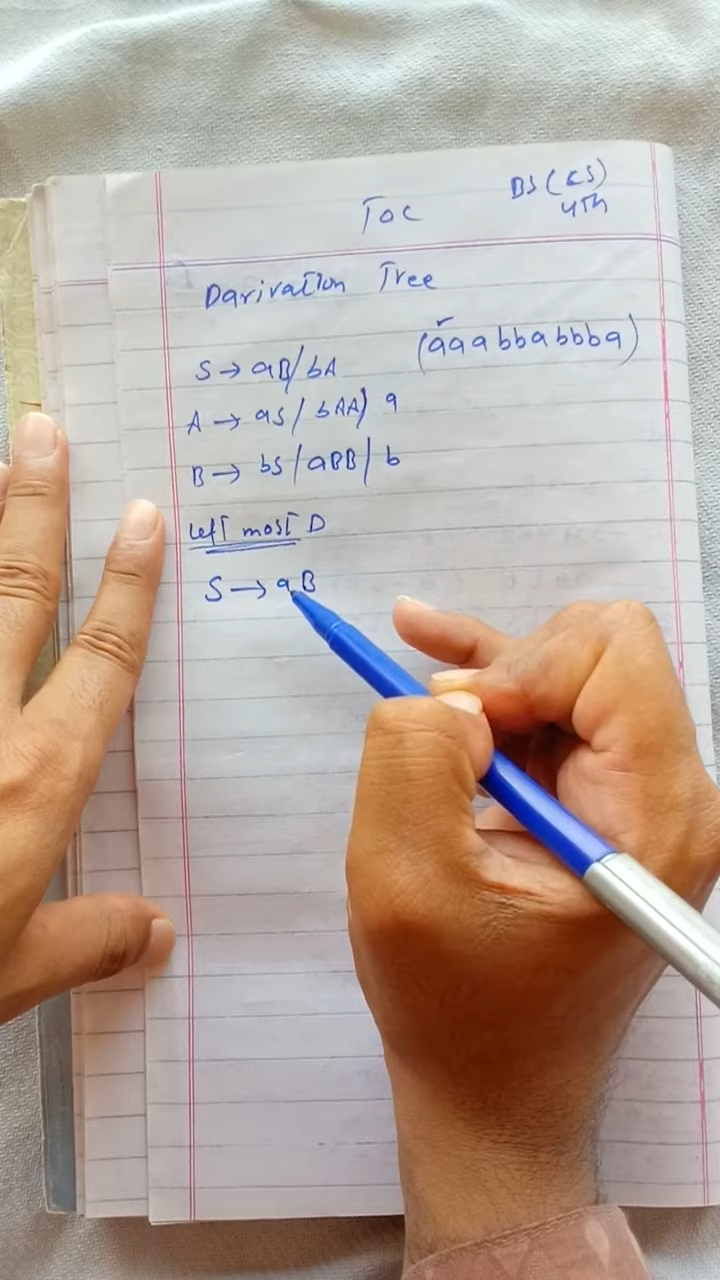 TOC BS (CS)
4Th
Darivation Tree
S → aB/bA (aaabbabbba)
A → aS / bAA/ a
B → bS / aBB / b
Left most D
S → aB